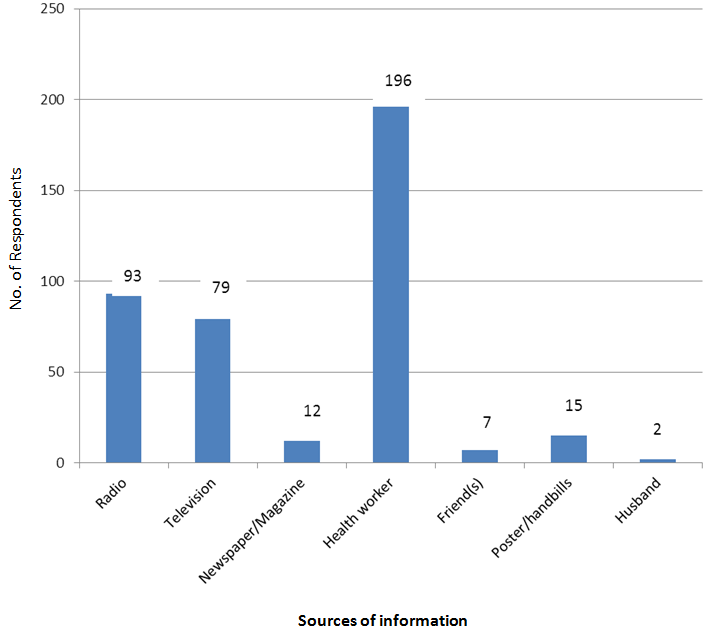 250
200
150
100
50
0
No. of Respondents
93
79
12
196
7
15
2
Radio
Television
Newspaper/Magazine
Health worker
Friend(s)
Poster/handbills
Husband
Sources of information